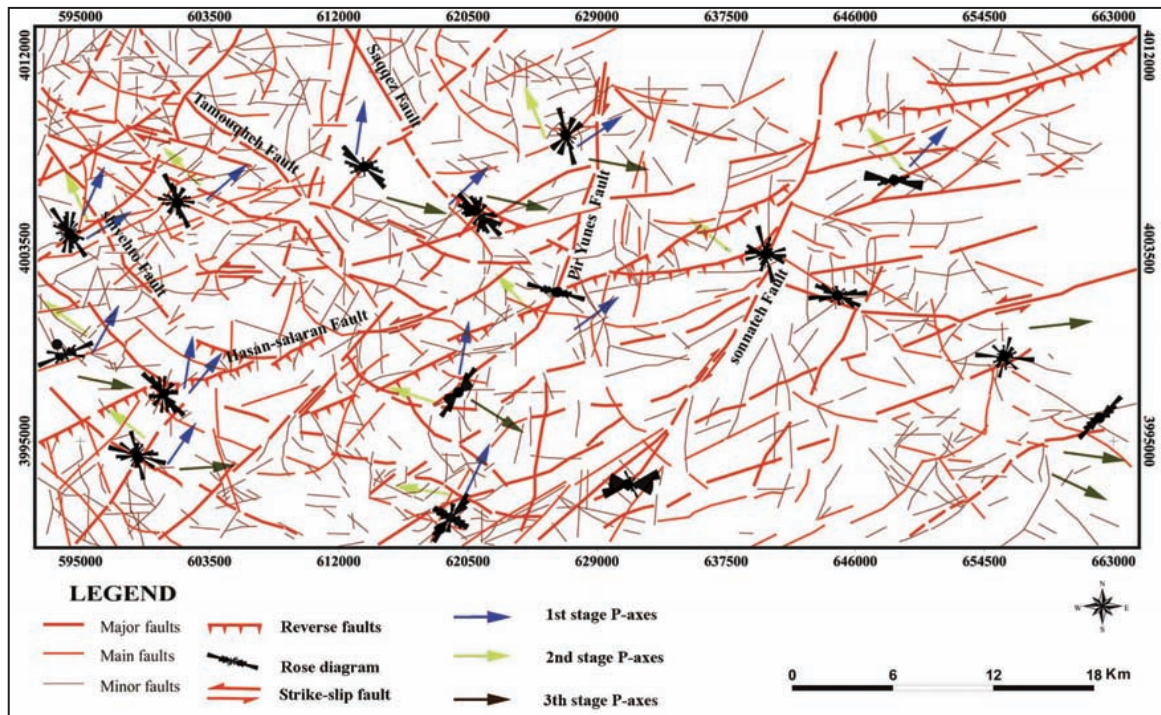 595000 603500 612000 620500 629000 637500 646000 654500 663000
4012000
4012000
Saqqez Fault
Tamouqheh Fault
Pir Yunes Fault
4003500
4003500
sonnateh Fault
Hasan-salaran Fault
3995000
3995000
595000 603500 612000 620500 629000 637500 646000 654500 663000
LEGEND
Major faults
Main faults
Minor faults
Reverse faults
Rose diagram
Strike-slip fault
1st stage P-axes
2nd stage P-axes
3th stage P-axes
N
W E
S
0 6 12 18 Km